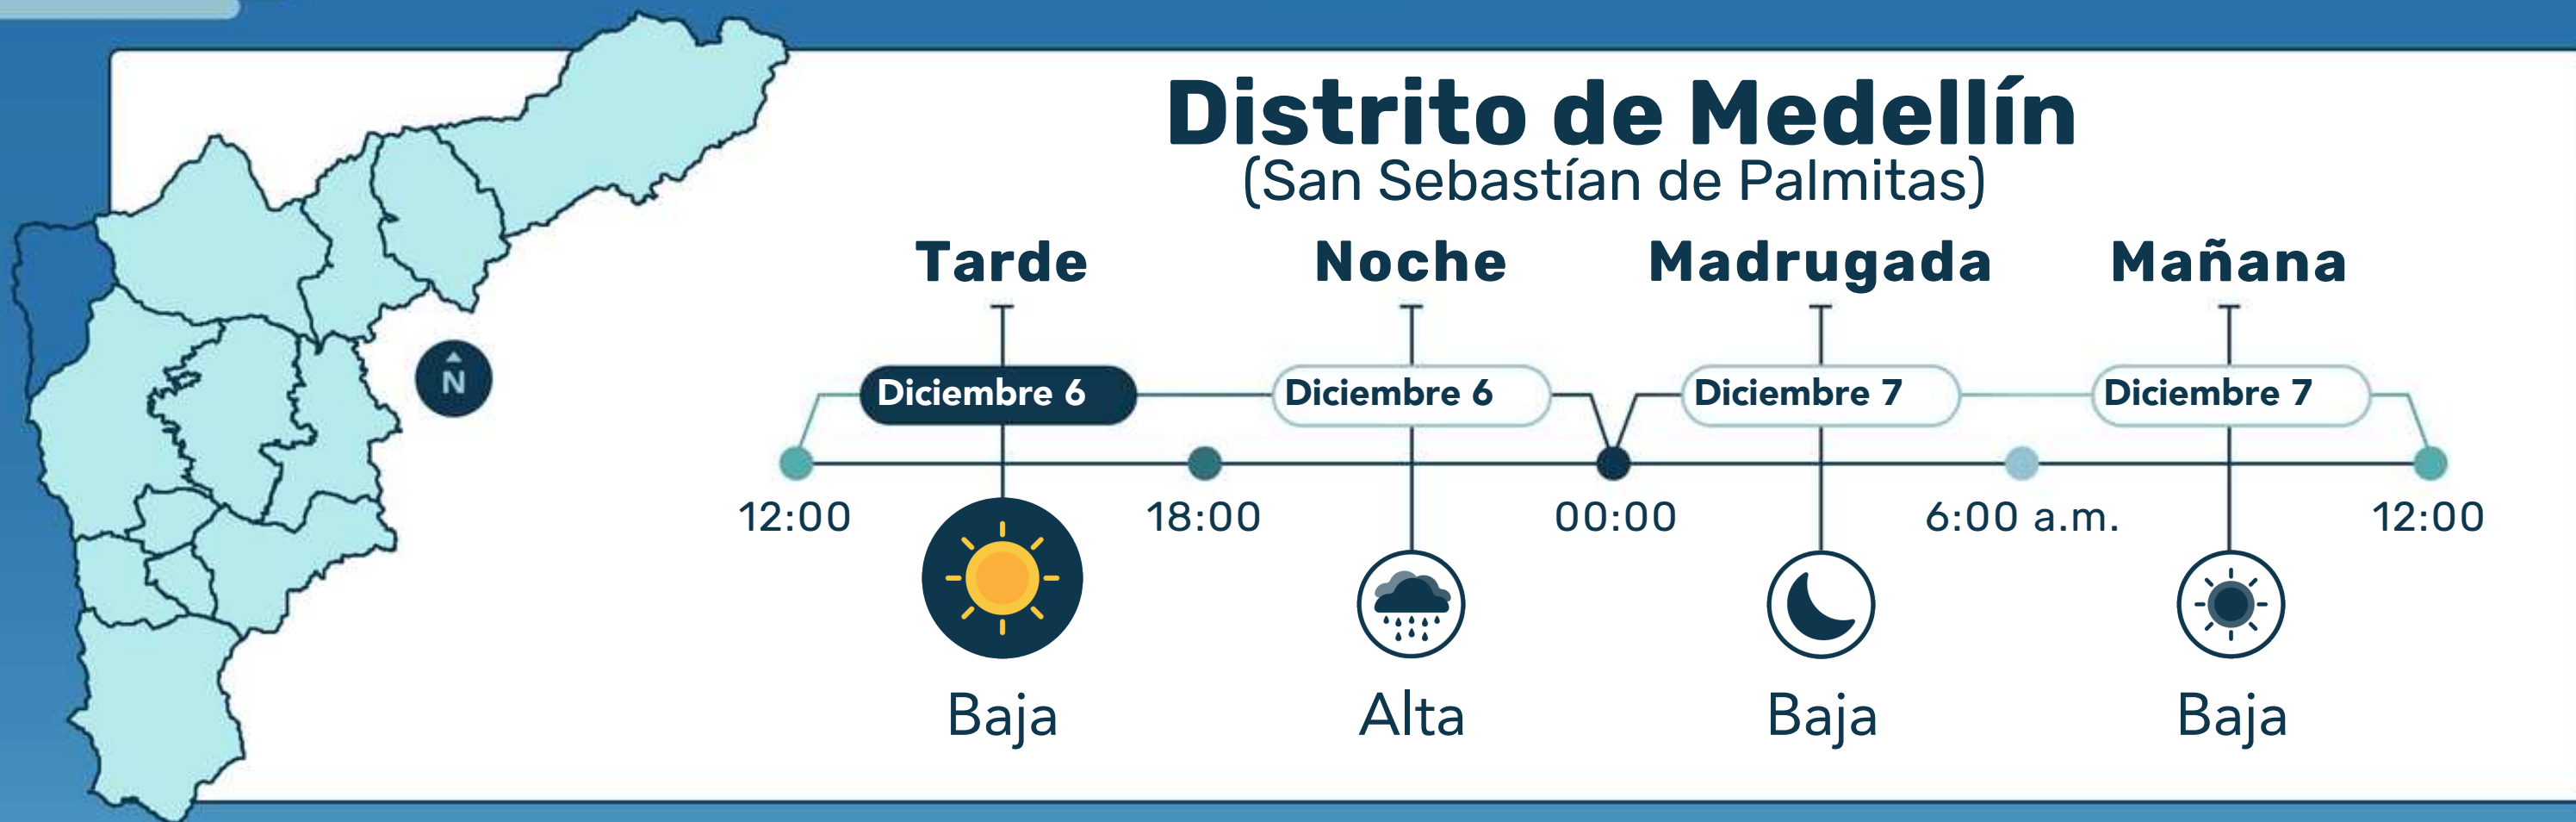 Distrito de Medellín
(San Sebastían de Palmitas)
Tarde Noche Madrugada Mañana
Diciembre 6 Diciembre 6 Diciembre 7 Diciembre 7
N
12:00 18:00 00:00 6:00 a.m. 12:00
Baja Alta Baja Baja